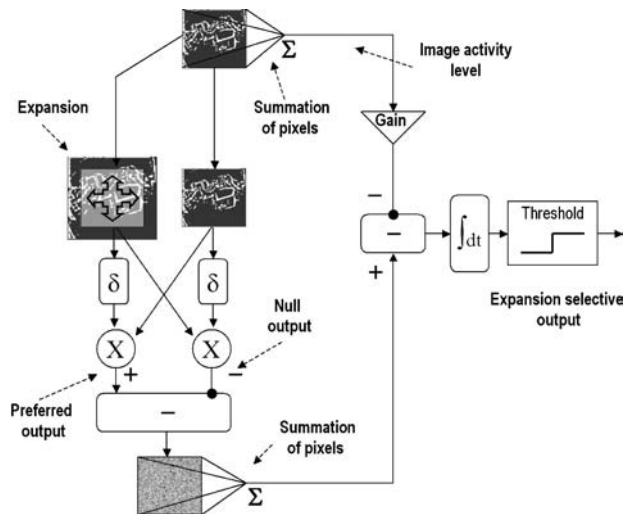 Σ
Image activity
level
Expansion
Summation
of pixels
Gain
−
−
∫dt
Threshold
+
Expansion selective
output
δ
δ
Null
output
X
X
+
−
Preferred
output
−
Summation
of pixels
Σ